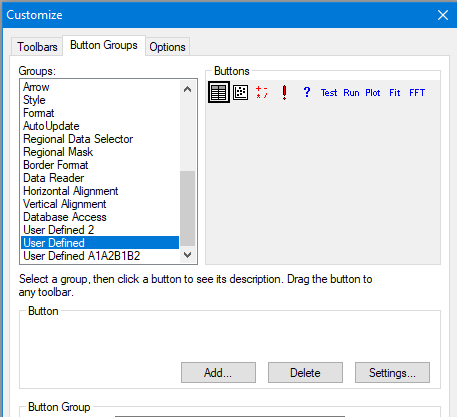 Customize
Toolbars Button Groups Options
Groups:
Arrow
Style
Format
AutoUpdate
Regional Data Selector
Regional Mask
Border Format
Data Reader
Horizontal Alignment
Vertical Alignment
Database Access
User Defined 2
User Defined
User Defined A1A2B1B2
Buttons
! ? Test Run Plot Fit FFT
Select a group, then click a button to see its description. Drag the button to
any toolbar.
Button
Add... Delete Settings...
Button Group